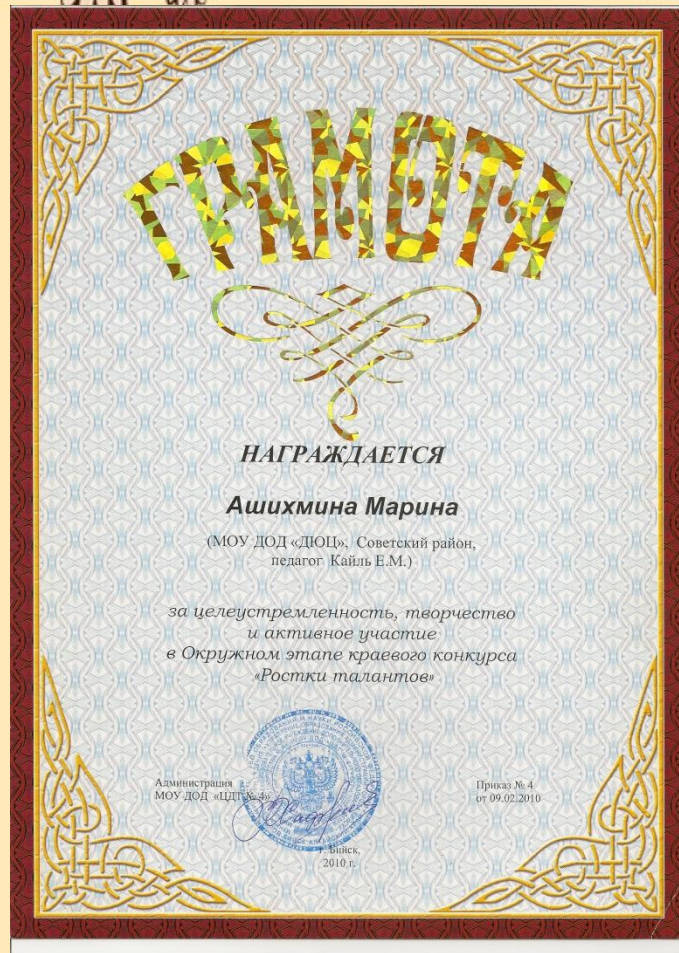 ГРАМОТА
НАГРАЖДАЕТСЯ
Ашихмина Марина
(МОУ ДОД «ДЮЦ», Советский район,
педагог Кайль Е.М.)
за целеустремленность, творчество
и активное участие
в Окружном этапе краевого конкурса
«Ростки талантов»
Администрация
МОУ ДОД «ЦДТ № 4»
Приказ № 4
от 09.02.2010
г. Бийск,
2010 г.